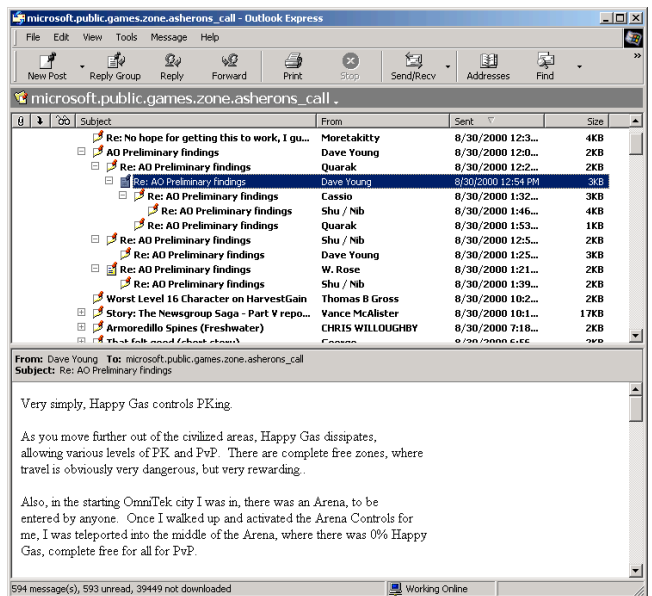 microsoft.public.games.zone.asherons_call - Outlook Express
File Edit View Tools Message Help
New Post Reply Group Reply Forward Print Stop Send/Recv Addresses Find »
microsoft.public.games.zone.asherons_call
Subject From Sent Size
Re: No hope for getting this to work, I gu... Moretakitty 8/30/2000 12:3... 4KB
AO Preliminary findings Dave Young 8/30/2000 12:0... 2KB
Re: AO Preliminary findings Quarak 8/30/2000 12:2... 2KB
Re: AO Preliminary findings Dave Young 8/30/2000 12:54 PM 3KB
Re: AO Preliminary findings Cassio 8/30/2000 1:32... 3KB
Re: AO Preliminary findings Shu / Nib 8/30/2000 1:46... 4KB
Re: AO Preliminary findings Quarak 8/30/2000 1:53... 1KB
Re: AO Preliminary findings Shu / Nib 8/30/2000 12:5... 2KB
Re: AO Preliminary findings Dave Young 8/30/2000 1:25... 3KB
Re: AO Preliminary findings W. Rose 8/30/2000 1:21... 2KB
Re: AO Preliminary findings Shu / Nib 8/30/2000 1:39... 2KB
Worst Level 16 Character on HarvestGain Thomas B Gross 8/30/2000 10:2... 2KB
Story: The Newsgroup Saga - Part V repo... Vance McAlister 8/30/2000 10:1... 17KB
Armoredillo Spines (Freshwater) CHRIS WILLOUGHBY 8/30/2000 7:18... 2KB
That felt good (short story) George 8/30/2000 6:56... 2KB
From: Dave Young To: microsoft.public.games.zone.asherons_call
Subject: Re: AO Preliminary findings
Very simply, Happy Gas controls PKing.
As you move further out of the civilized areas, Happy Gas dissipates,
allowing various levels of PK and PvP. There are complete free zones, where
travel is obviously very dangerous, but very rewarding..
Also, in the starting OmniTek city I was in, there was an Arena, to be
entered by anyone. Once I walked up and activated the Arena Controls for
me, I was teleported into the middle of the Arena, where there was 0% Happy
Gas, complete free for all for PvP.
594 message(s), 593 unread, 39449 not downloaded Working Online